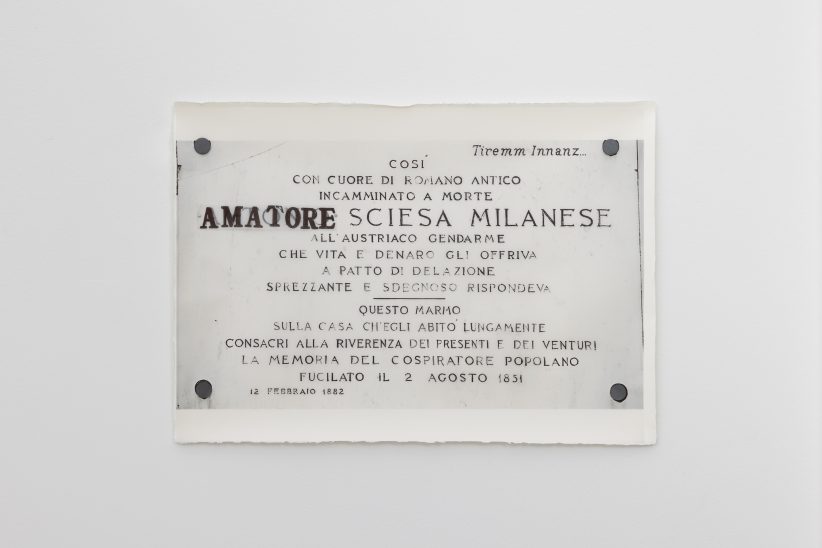 Tiremm Innanz...
COSÍ
CON CUORE DI ROMANO ANTICO
INCAMMINATO A MORTE
AMATORE SCIESA MILANESE
ALL'AUSTRIACO GENDARME
CHE VITA E DENARO GLI OFFRIVA
A PATTO DI DELAZIONE
SPREZZANTE E SDEGNOSO RISPONDEVA
QUESTO MARMO
SULLA CASA CH'EGLI ABITO' LUNGAMENTE
CONSACRI ALLA RIVERENZA DEI PRESENTI E DEI VENTURI
LA MEMORIA DEL COSPIRATORE POPOLANO
FUCILATO IL 2 AGOSTO 1851
12 FEBBRAIO 1882